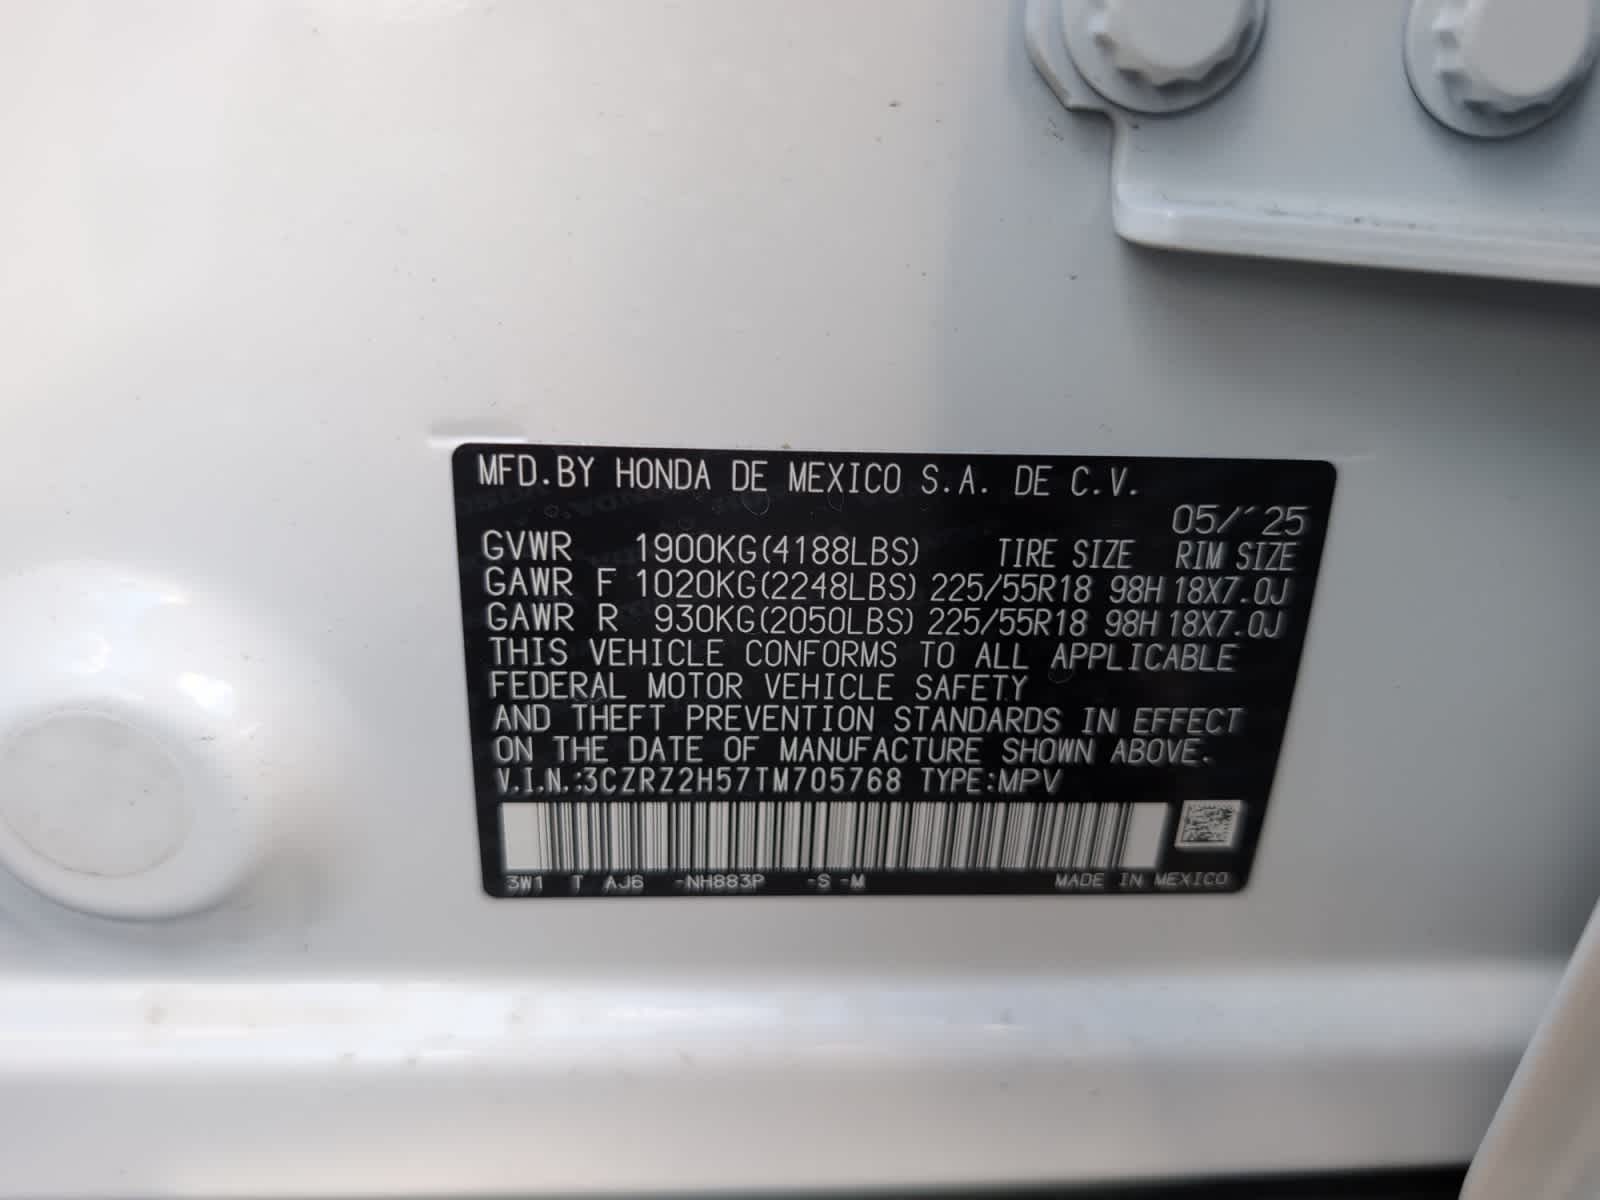 MFD.BY HONDA DE MEXICO S.A. DE C.V.
05/´25
GVWR 1900KG(4188LBS) TIRE SIZE RIM SIZE
GAWR F 1020KG(2248LBS) 225/55R18 98H 18X7.0J
GAWR R 930KG(2050LBS) 225/55R18 98H 18X7.0J
THIS VEHICLE CONFORMS TO ALL APPLICABLE
FEDERAL MOTOR VEHICLE SAFETY
AND THEFT PREVENTION STANDARDS IN EFFECT
ON THE DATE OF MANUFACTURE SHOWN ABOVE.
V.I.N.:3CZRZ2H57TM705768 TYPE:MPV
3W1 T AJ6 -NH883P -S -M MADE IN MEXICO